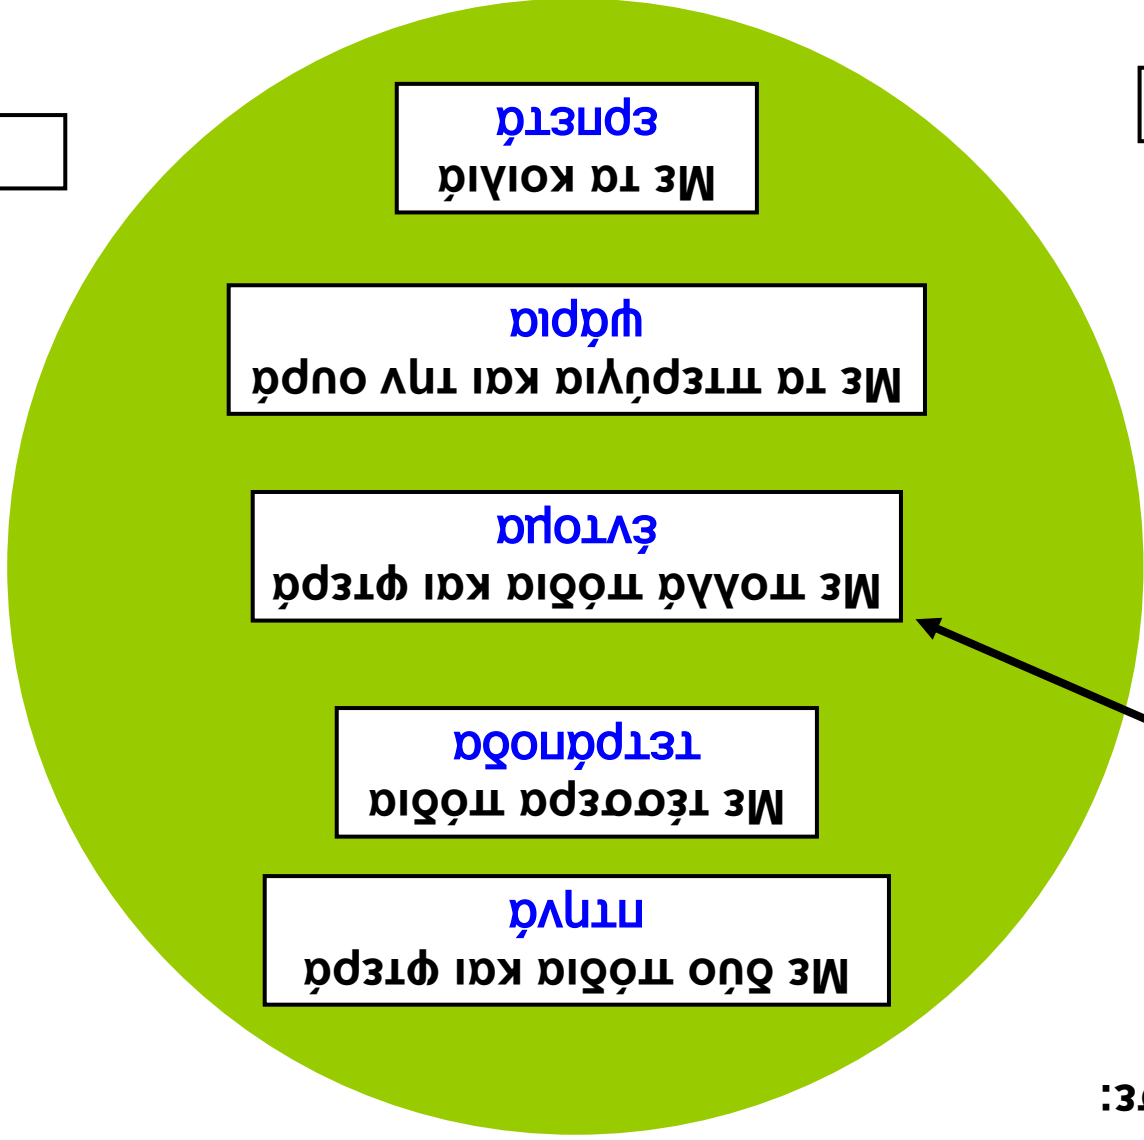 Με δύο πόδια και φτερά
πτηνά
Με τέσσερα πόδια
τετράποδα
Με πολλά πόδια και φτερά
έντομα
Με τα πτερύγια και την ουρά
ψάρια
Με τα κοιλιά
ερπετά